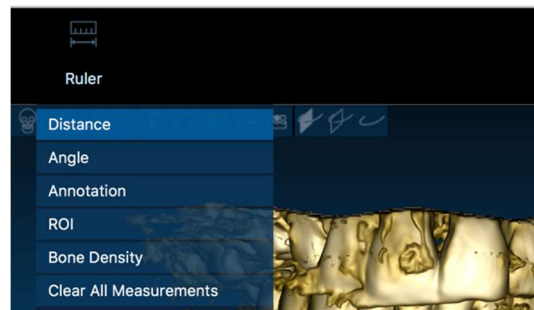 Ruler
Distance
Angle
Annotation
ROI
Bone Density
Clear All Measurements